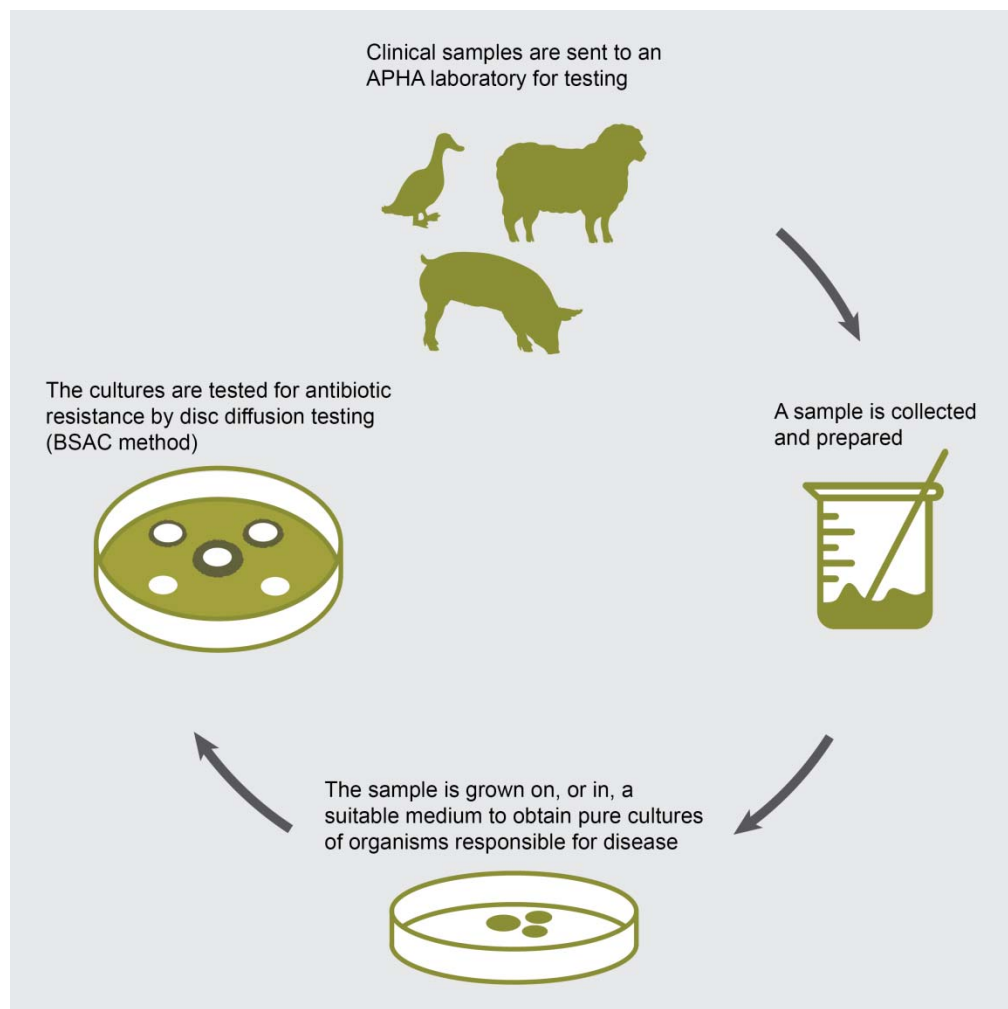 Clinical samples are sent to an
APHA laboratory for testing
A sample is collected
and prepared
The sample is grown on, or in, a
suitable medium to obtain pure cultures
of organisms responsible for disease
The cultures are tested for antibiotic
resistance by disc diffusion testing
(BSAC method)